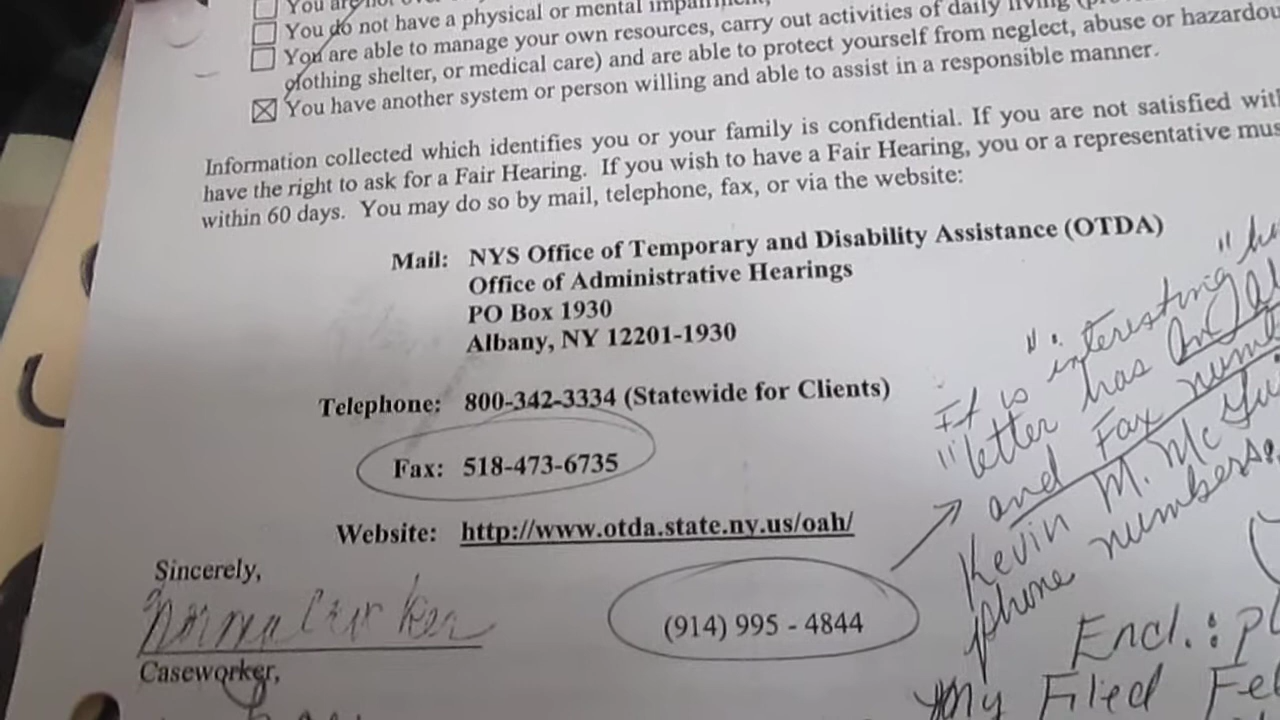 You are not
You do not have a physical or mental impairment,
You are able to manage your own resources, carry out activities of daily living
clothing shelter, or medical care) and are able to protect yourself from neglect, abuse or hazardou
You have another system or person willing and able to assist in a responsible manner.
Information collected which identifies you or your family is confidential. If you are not satisfied wit
have the right to ask for a Fair Hearing. If you wish to have a Fair Hearing, you or a representative mus
within 60 days. You may do so by mail, telephone, fax, or via the website:
Mail: NYS Office of Temporary and Disability Assistance (OTDA)
Office of Administrative Hearings
PO Box 1930
Albany, NY 12201-1930
Telephone: 800-342-3334 (Statewide for Clients)
Fax: 518-473-6735
Website: http://www.otda.state.ny.us/oah/
Sincerely,
(914) 995 - 4844
Caseworker,
It is interesting
"letter has
and Fax
Kevin M. Mc
phone numbers
Encl.:
My Filed